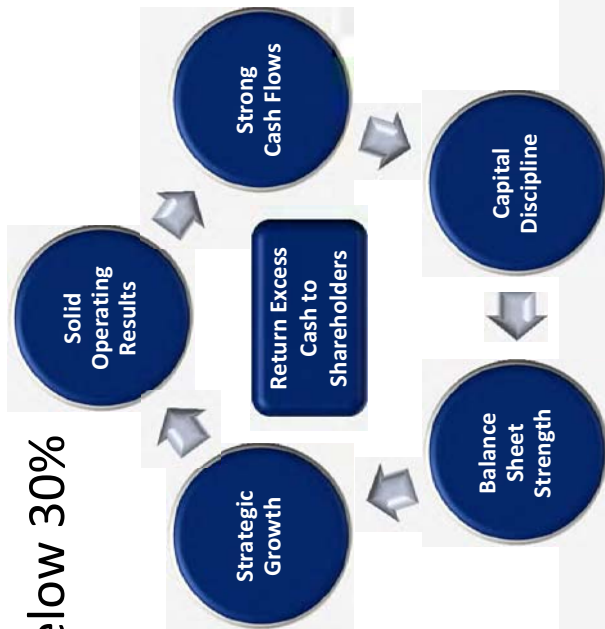 elow 30%
Solid
Operating
Results
Strong
Cash Flows
Capital
Discipline
Balance
Sheet
Strength
Strategic
Growth
Return Excess
Cash to
Shareholders